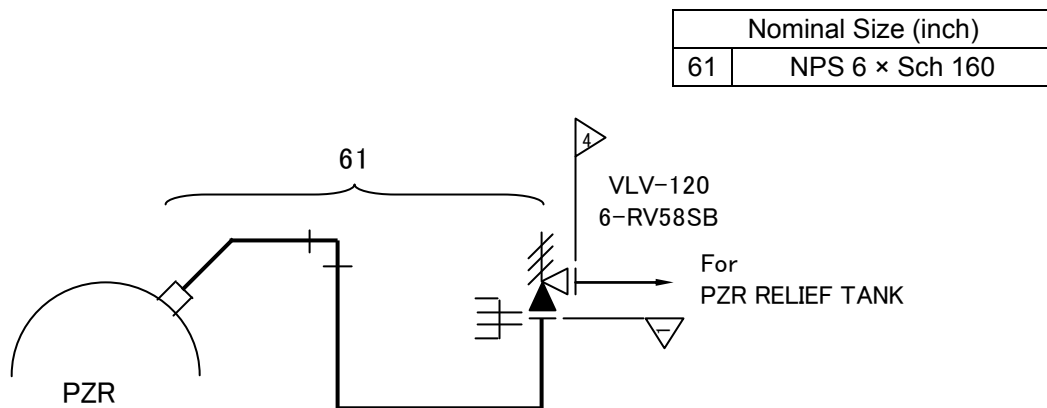 Nominal Size (inch)
61 NPS 6 × Sch 160
61
4
VLV-120
6-RV58SB
For
PZR RELIEF TANK
1
PZR